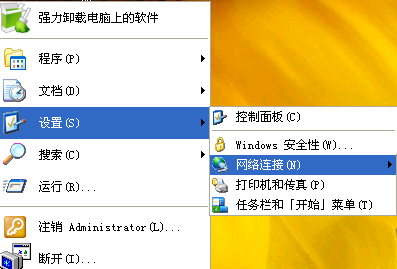 强力卸载电脑上的软件
程序(P)
文档(D)
设置(S)
搜索(C)
运行(R)...
注销 Administrator(L)...
断开(I)...
控制面板(C)
Windows 安全性(W)...
网络连接(N)
打印机和传真(P)
任务栏和「开始」菜单(T)